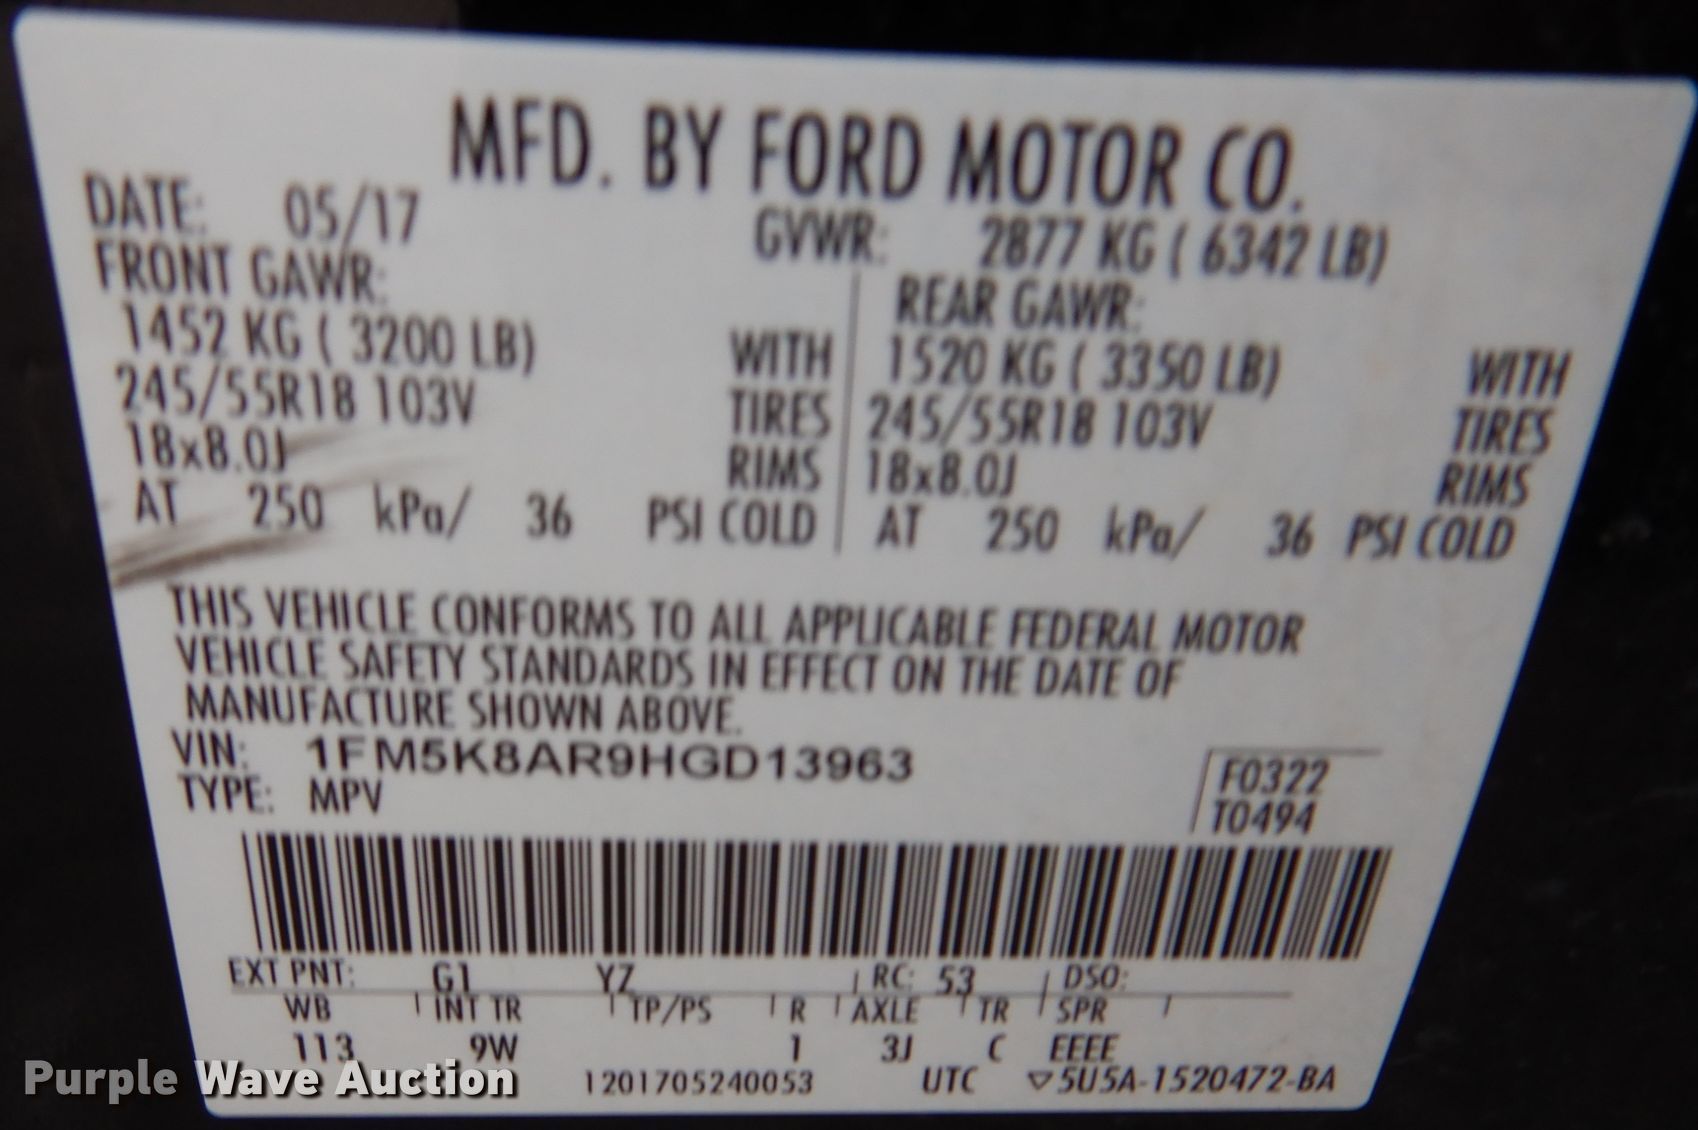 MFD. BY FORD MOTOR CO.
DATE: 05/17 GVWR: 2877 KG ( 6342 LB)
FRONT GAWR: REAR GAWR:
1452 KG ( 3200 LB) WITH 1520 KG ( 3350 LB) WITH
245/55R18 103V TIRES 245/55R18 103V TIRES
18x8.0J RIMS 18x8.0J RIMS
AT 250 kPa/ 36 PSI COLD AT 250 kPa/ 36 PSI COLD
THIS VEHICLE CONFORMS TO ALL APPLICABLE FEDERAL MOTOR
VEHICLE SAFETY STANDARDS IN EFFECT ON THE DATE OF
MANUFACTURE SHOWN ABOVE.
VIN: 1FM5K8AR9HGD13963 F0322
TYPE: MPV T0494
EXT PNT: G1 YZ RC: 53 DSO:
WB INT TR TP/PS R AXLE TR SPR
113 9W 1 3J C EEEE
1201705240053 UTC ▽5U5A-1520472-BA
Purple Wave Auction